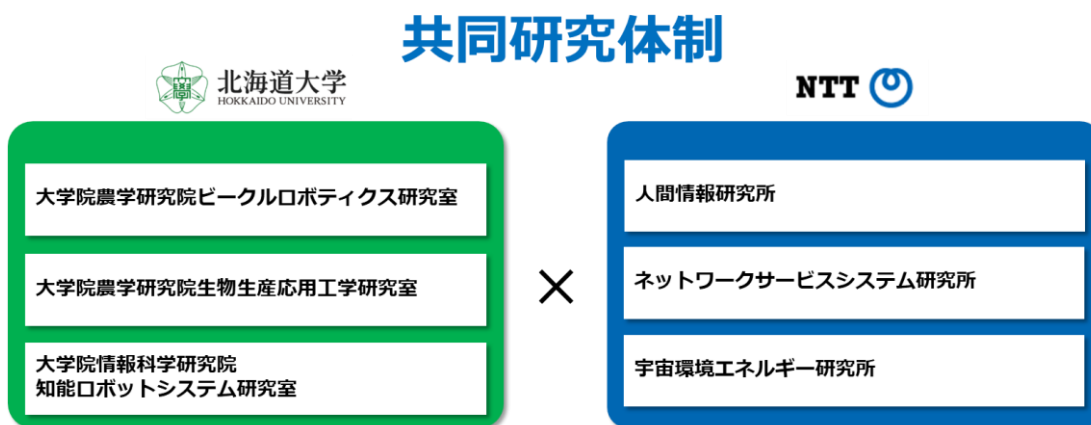 共同研究体制
北海道大学
HOKKAIDO UNIVERSITY
NTT
大学院農学研究院ビークルロボティクス研究室
大学院農学研究院生物生産応用工学研究室
大学院情報科学研究院
知能ロボットシステム研究室
×
人間情報研究所
ネットワークサービスシステム研究所
宇宙環境エネルギー研究所